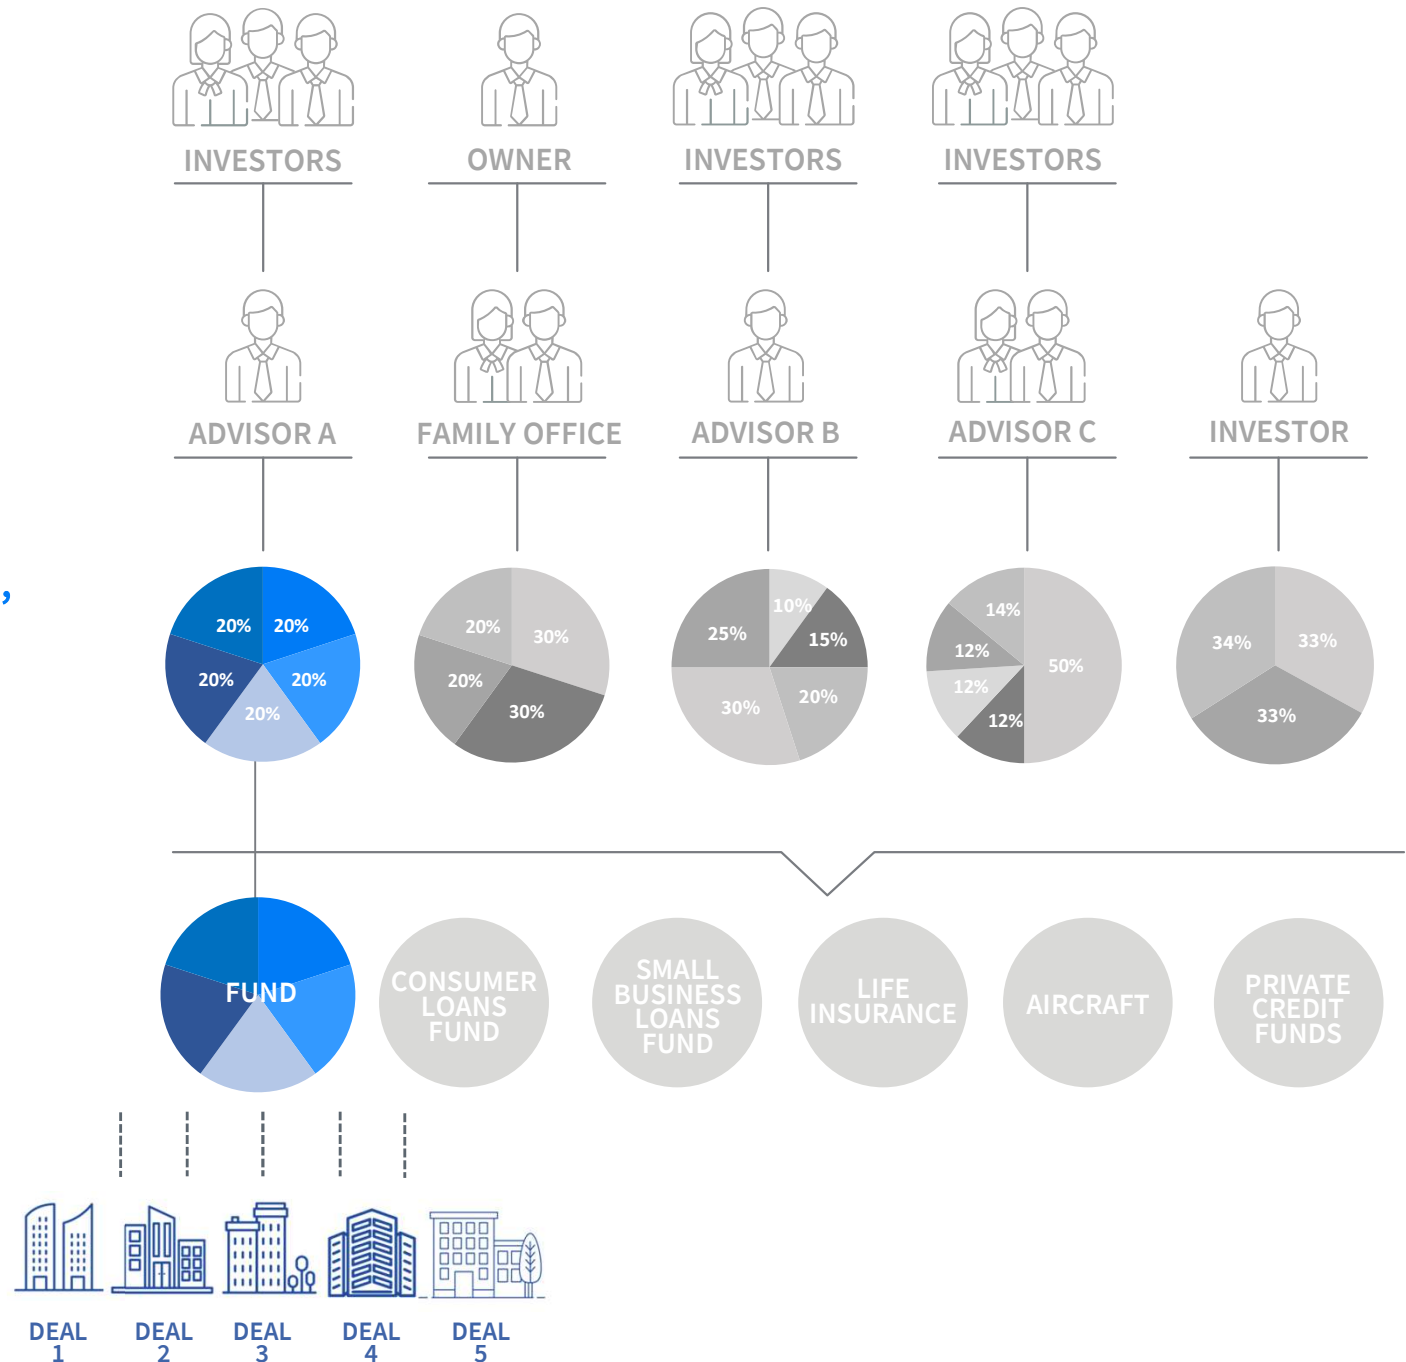 INVESTORS
OWNER
INVESTORS
INVESTORS
ADVISOR A
FAMILY OFFICE
ADVISOR B
ADVISOR C
INVESTOR
,
20%
20%
20%
20%
20%
20%
30%
20%
30%
10%
25%
15%
30%
20%
14%
12%
50%
12%
12%
34%
33%
33%
FUND
CONSUMER
LOANS
FUND
SMALL
BUSINESS
LOANS
FUND
LIFE
INSURANCE
AIRCRAFT
PRIVATE
CREDIT
FUNDS
DEAL
1
DEAL
2
DEAL
3
DEAL
4
DEAL
5